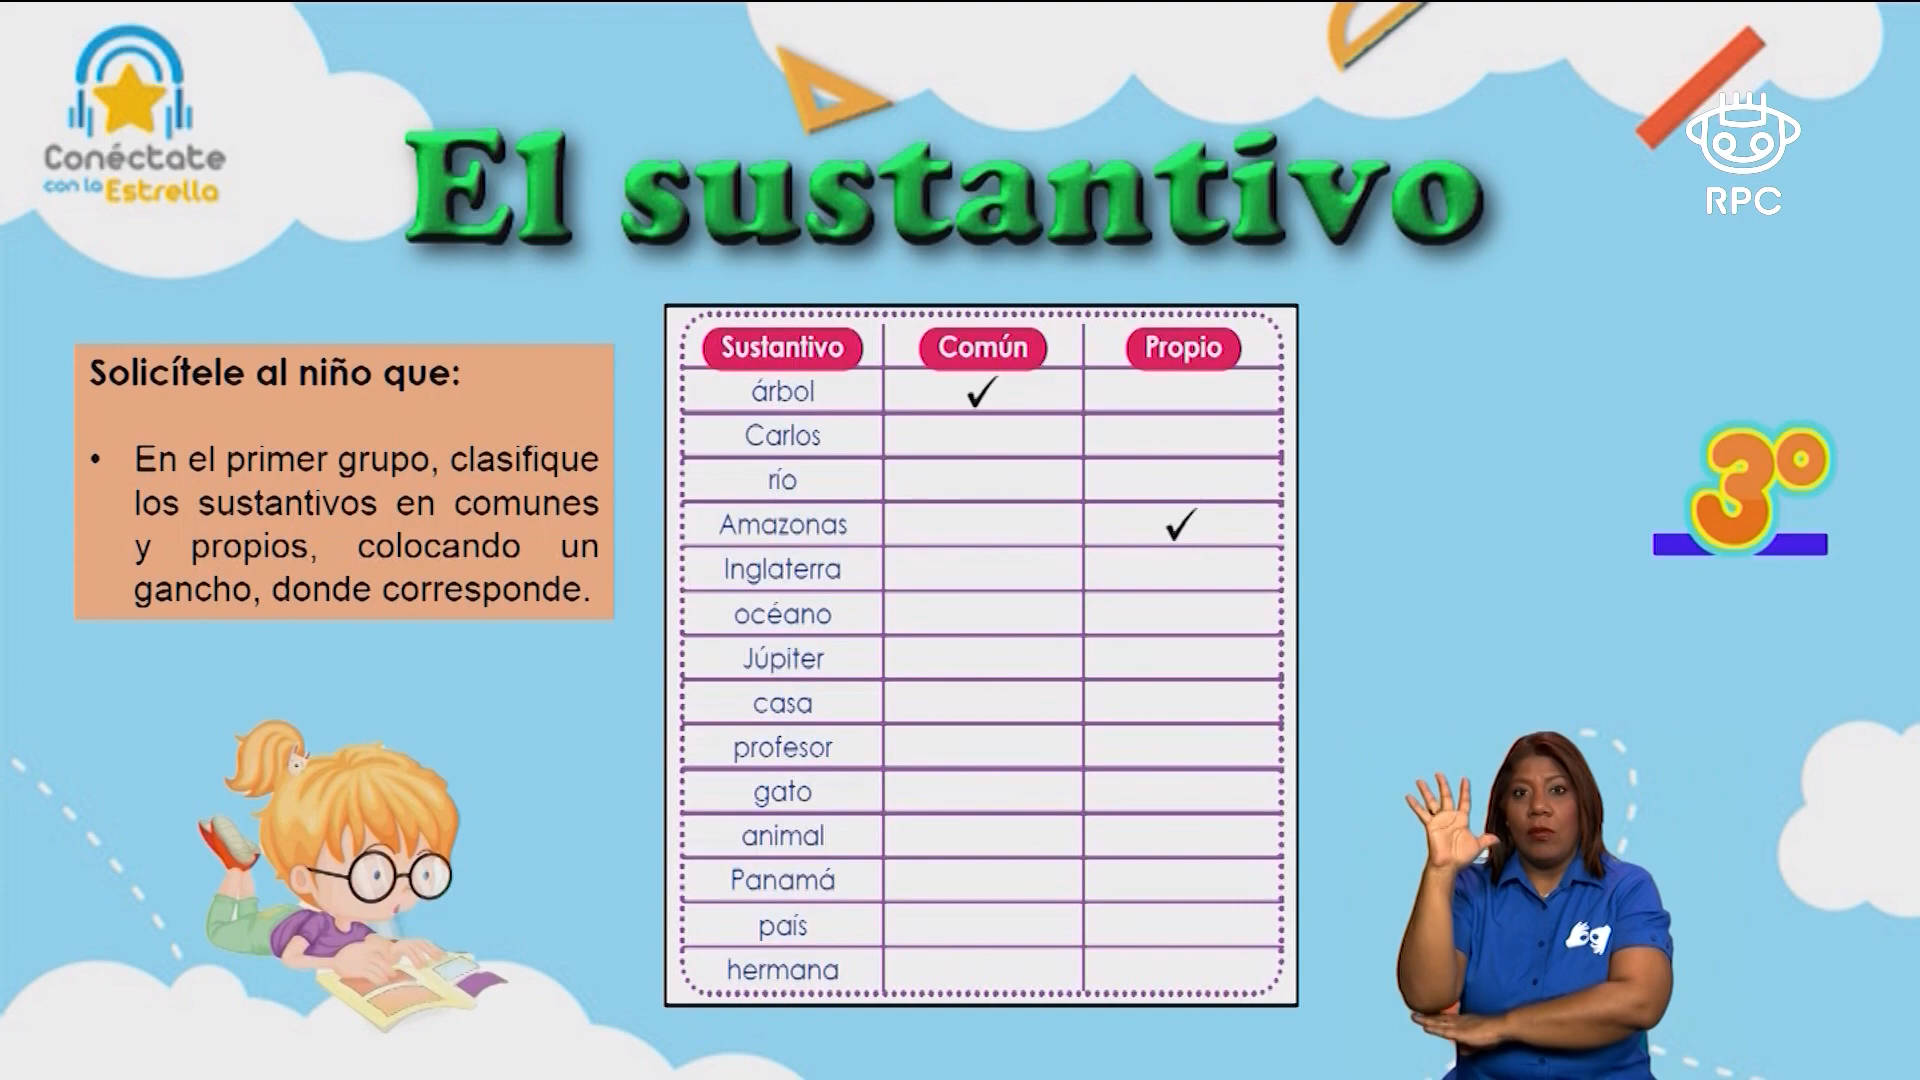 Conéctate
con la Estrella
El sustantivo
RPC
Solicítele al niño que:
• En el primer grupo, clasifique
los sustantivos en comunes
y propios, colocando un
gancho, donde corresponde.
Sustantivo Común Propio
árbol ✓
Carlos
río
Amazonas ✓
Inglaterra
océano
Júpiter
casa
profesor
gato
animal
Panamá
país
hermana
3º